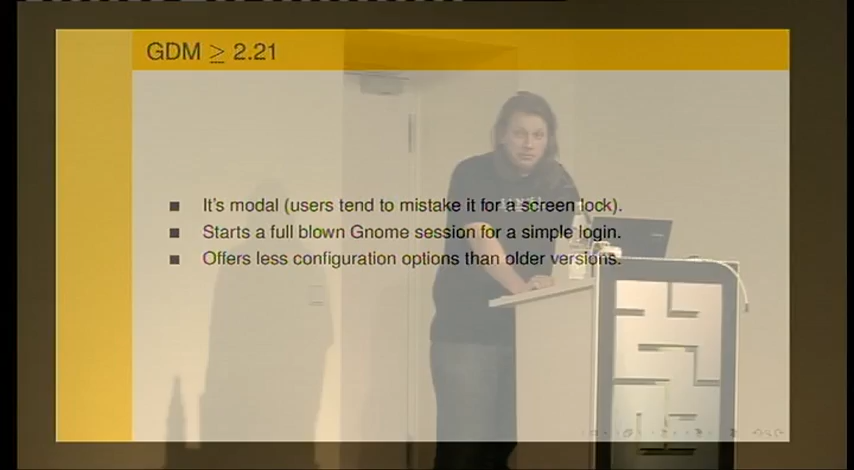 GDM ≥ 2.21
It's modal (users tend to mistake it for a screen lock).
Starts a full blown Gnome session for a simple login.
Offers less configuration options than older versions.